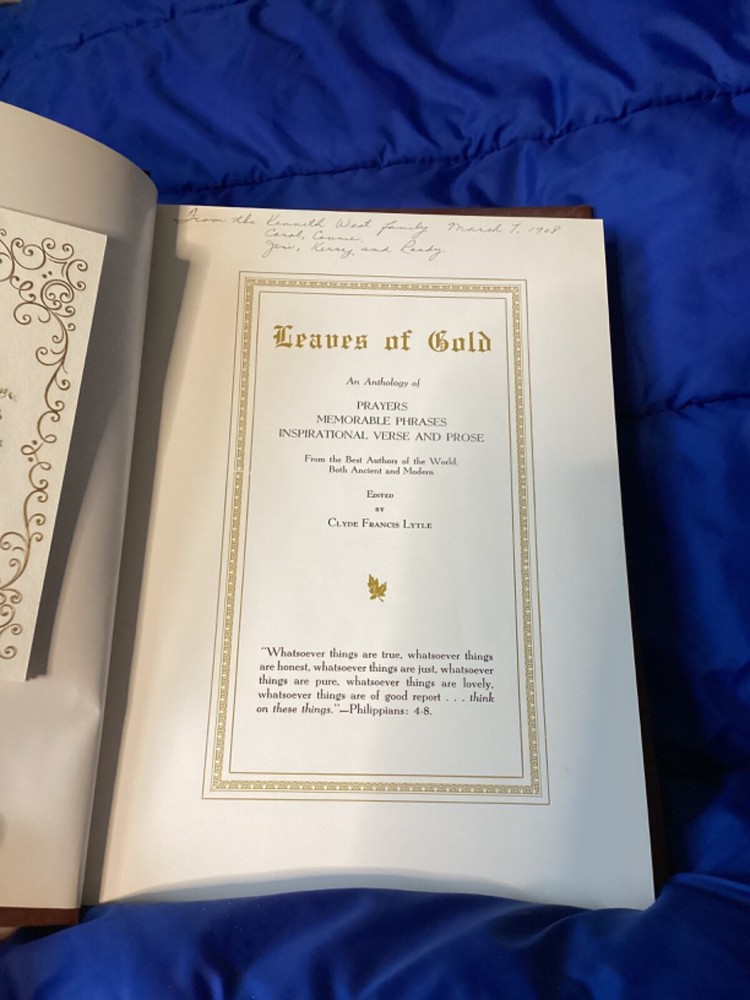 From the Kenneth West family March 7, 1968
Carol, Connie,
and
Leaves of Gold
An Anthology of
PRAYERS
MEMORABLE PHRASES
INSPIRATIONAL VERSE AND PROSE
From the Best Authors of the World,
Both Ancient and Modern
EDITED
BY
CLYDE FRANCIS LYTLE
"Whatsoever things are true, whatsoever things
are honest, whatsoever things are just, whatsoever
things are pure, whatsoever things are lovely,
whatsoever things are of good report . . . think
on these things."—Philippians: 4-8.